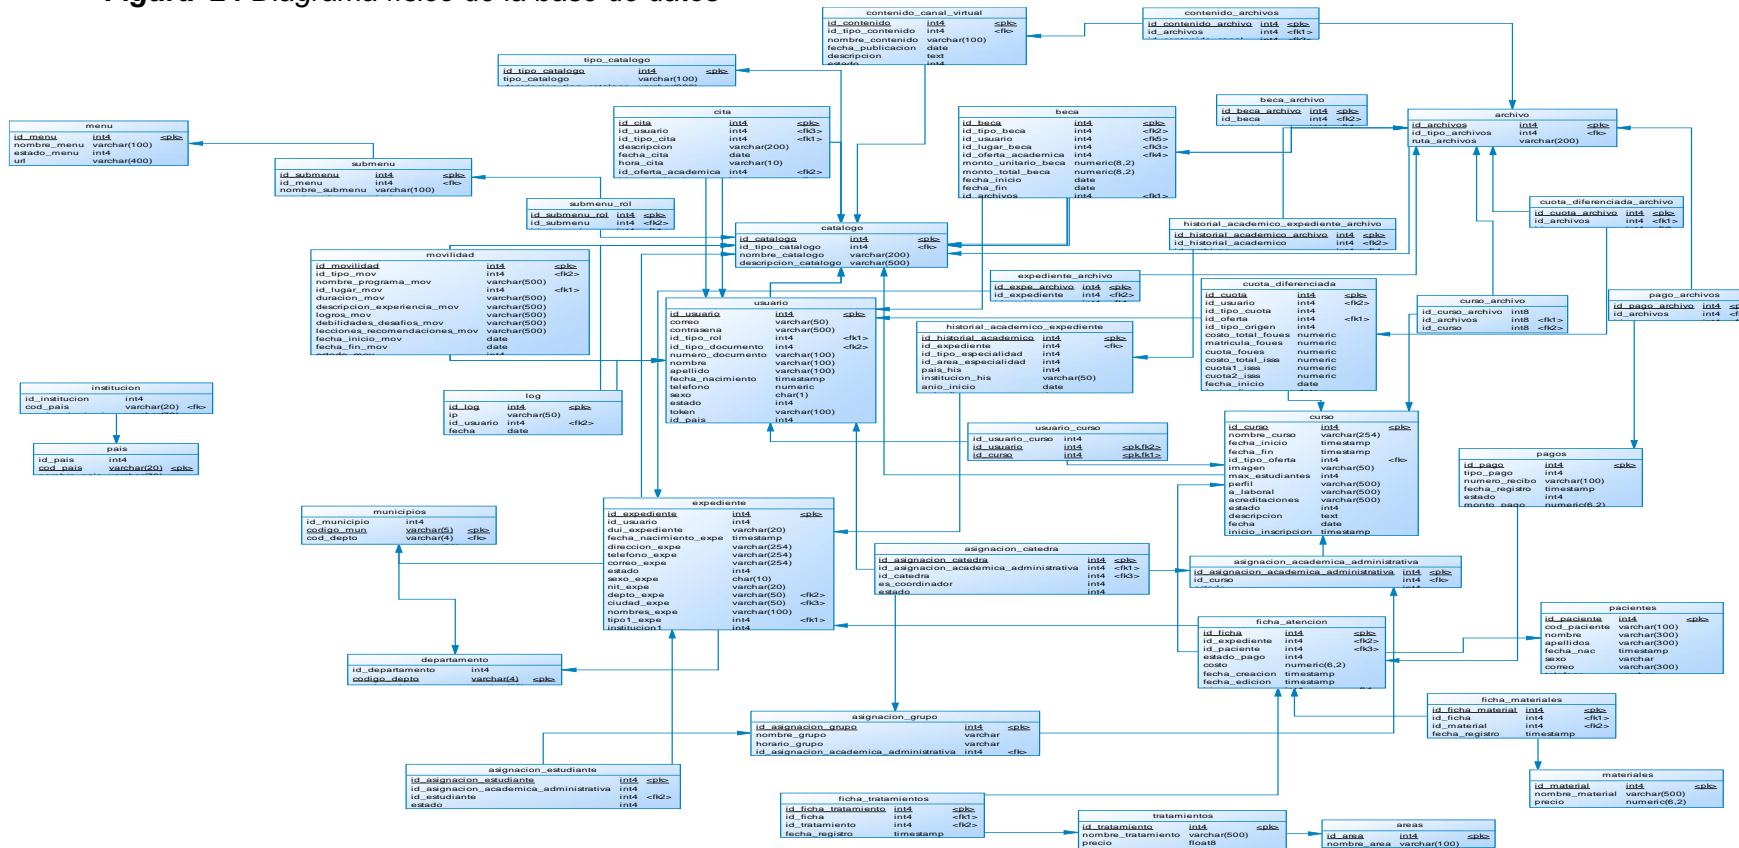 Diagrama físico de la base de datos
contenido_canal_virtual
id_contenido int4 <pk>
id_tipo_contenido int4 <fk>
nombre_contenido varchar(100)
fecha_publicacion date
descripcion text
estado int4
contenido_archivos
id_contenido_archivo int4 <pk>
id_archivos int4 <fk1>
tipo_catalogo
id_tipo_catalogo int4 <pk>
tipo_catalogo varchar(100)
menu
id_menu int4 <pk>
nombre_menu varchar(100)
estado_menu int4
url varchar(400)
submenu
id_submenu int4 <pk>
id_menu int4 <fk>
nombre_submenu varchar(100)
submenu_rol
id_submenu_rol int4 <pk>
id_submenu int4 <fk2>
cita
id_cita int4 <pk>
id_usuario int4 <fk3>
id_tipo_cita int4 <fk1>
descripcion varchar(200)
fecha_cita date
hora_cita varchar(10)
id_oferta_academica int4 <fk2>
beca
id_beca int4 <pk>
id_tipo_beca int4 <fk2>
id_usuario int4 <fk5>
id_lugar_beca int4 <fk3>
id_oferta_academica int4 <fk4>
monto_unitario_beca numeric(8,2)
monto_total_beca numeric(8,2)
fecha_inicio date
fecha_fin date
id_archivos int4 <fk1>
beca_archivo
id_beca_archivo int4 <pk>
id_beca int4 <fk2>
archivo
id_archivos int4 <pk>
id_tipo_archivos int4 <fk>
ruta_archivos varchar(200)
cuota_diferenciada_archivo
id_cuota_archivo int4 <pk>
id_archivos int4 <fk1>
historial_academico_expediente_archivo
id_historial_academico_archivo int4 <pk>
id_historial_academico int4 <fk2>
catalogo
id_catalogo int4 <pk>
id_tipo_catalogo int4 <fk>
nombre_catalogo varchar(200)
descripcion_catalogo varchar(500)
movilidad
id_movilidad int4 <pk>
id_tipo_mov int4 <fk2>
nombre_programa_mov varchar(500)
id_lugar_mov int4 <fk1>
duracion_mov varchar(500)
descripcion_experiencia_mov varchar(500)
logros_mov varchar(500)
debilidades_desafios_mov varchar(500)
lecciones_recomendaciones_mov varchar(500)
fecha_inicio_mov date
fecha_fin_mov date
estado_mov int4
expediente_archivo
id_expe_archivo int4 <pk>
id_expediente int4 <fk2>
cuota_diferenciada
id_cuota int4 <pk>
id_usuario int4 <fk2>
id_tipo_cuota int4
id_oferta int4 <fk1>
id_tipo_origen int4
costo_total_foues numeric
matricula_foues numeric
cuota_foues numeric
costo_total_isss numeric
cuota1_isss numeric
cuota2_isss numeric
fecha_inicio date
curso_archivo
id_curso_archivo int8
id_archivos int8 <fk1>
id_curso int8 <fk2>
pago_archivos
id_pago_archivo int4
id_archivos int4
usuario
id_usuario int4 <pk>
correo varchar(50)
contrasena varchar(500)
id_tipo_rol int4 <fk1>
id_tipo_documento int4 <fk2>
numero_documento varchar(100)
nombre varchar(100)
apellido varchar(100)
fecha_nacimiento timestamp
telefono numeric
sexo char(1)
estado int4
token varchar(100)
id_pais int4
historial_academico_expediente
id_historial_academico int4 <pk>
id_expediente int4 <fk>
id_tipo_especialidad int4
id_area_especialidad int4
pais_his int4
institucion_his varchar(50)
anio_inicio date
institucion
id_institucion int4
cod_pais varchar(20) <fk>
log
id_log int4 <pk>
ip varchar(50)
id_usuario int4 <fk2>
fecha date
usuario_curso
id_usuario_curso int4
id_usuario int4 <pk,fk2>
id_curso int4 <pk,fk1>
curso
id_curso int4 <pk>
nombre_curso varchar(254)
fecha_inicio timestamp
fecha_fin timestamp
id_tipo_oferta int4 <fk>
imagen varchar(50)
max_estudiantes int4
perfil varchar(500)
a_laboral varchar(500)
acreditaciones varchar(500)
estado int4
descripcion text
fecha date
inicio_inscripcion timestamp
pais
id_pais int4
cod_pais varchar(20) <pk>
pagos
id_pago int4 <pk>
tipo_pago int4
numero_recibo varchar(100)
fecha_registro timestamp
estado int4
monto_pago numeric(6,2)
municipios
id_municipio int4
codigo_muni varchar(5) <pk>
cod_depto varchar(4) <fk>
expediente
id_expediente int4 <pk>
id_usuario int4
dui_expediente varchar(20)
fecha_nacimiento_expe timestamp
direccion_expe varchar(254)
telefono_expe varchar(254)
correo_expe varchar(254)
estado int4
sexo_expe char(10)
nit_expe varchar(20)
depto_expe varchar(50) <fk2>
ciudad_expe varchar(50) <fk3>
nombres_expe varchar(100)
tipo1_expe int4 <fk1>
institucion1 int4
asignacion_catedra
id_asignacion_catedra int4 <pk>
id_asignacion_academica_administrativa int4 <fk1>
id_catedra int4 <fk3>
es_coordinador int4
estado int4
asignacion_academica_administrativa
id_asignacion_academica_administrativa int4 <pk>
id_curso int4 <fk>
pacientes
id_paciente int4 <pk>
cod_paciente varchar(100)
nombre varchar(300)
apellidos varchar(300)
fecha_nac timestamp
sexo varchar
correo varchar(300)
ficha_atencion
id_ficha int4 <pk>
id_expediente int4 <fk2>
id_paciente int4 <fk3>
estado_pago int4
costo numeric(6,2)
fecha_creacion timestamp
fecha_edicion timestamp
departamento
id_departamento int4
codigo_depto varchar(4) <pk>
ficha_materiales
id_ficha_material int4 <pk>
id_ficha int4 <fk1>
id_material int4 <fk2>
fecha_registro timestamp
asignacion_grupo
id_asignacion_grupo int4 <pk>
nombre_grupo varchar
horario_grupo varchar
id_asignacion_academica_administrativa int4 <fk>
asignacion_estudiante
id_asignacion_estudiante int4 <pk>
id_asignacion_academica_administrativa int4
id_estudiante int4 <fk2>
estado int4
materiales
id_material int4 <pk>
nombre_material varchar(500)
precio numeric(6,2)
ficha_tratamientos
id_ficha_tratamiento int4 <pk>
id_ficha int4 <fk1>
id_tratamiento int4 <fk2>
fecha_registro timestamp
tratamientos
id_tratamiento int4 <pk>
nombre_tratamiento varchar(500)
precio float8
areas
id_area int4 <pk>
nombre_area varchar(100)